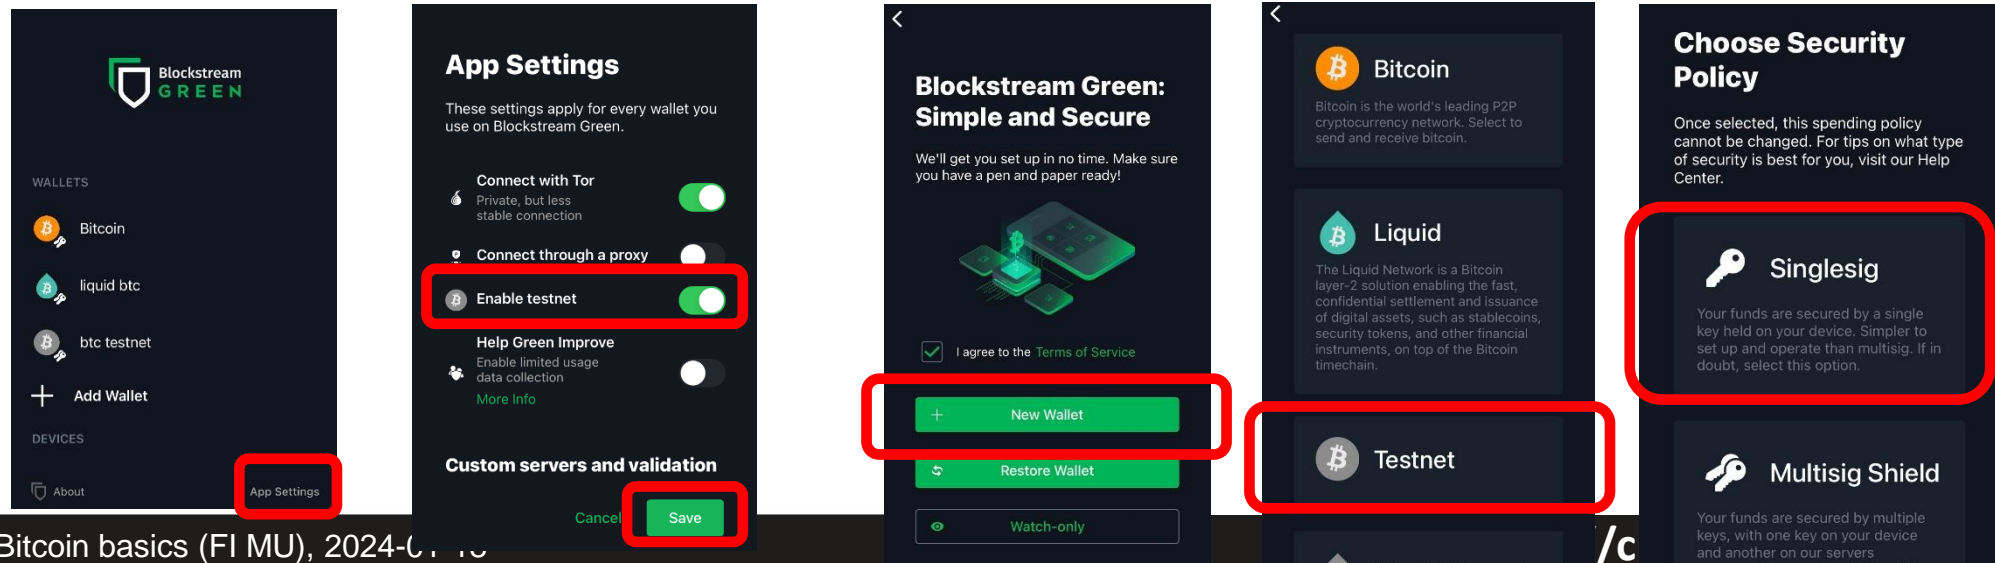 Blockstream
GREEN
WALLETS
Bitcoin
liquid btc
btc testnet
Add Wallet
DEVICES
About
App Settings
App Settings
These settings apply for every wallet you
use on Blockstream Green.
Connect with Tor
Private, but less
stable connection
Connect through a proxy
Enable testnet
Help Green Improve
Enable limited usage
data collection
More Info
Custom servers and validation
Cancel
Save
Blockstream Green:
Simple and Secure
We'll get you set up in no time. Make sure
you have a pen and paper ready!
I agree to the Terms of Service
New Wallet
Restore Wallet
Watch-only
Bitcoin
Bitcoin is the world's leading P2P
cryptocurrency network. Select to
send and receive bitcoin.
Liquid
The Liquid Network is a Bitcoin
layer-2 solution enabling the fast,
confidential settlement and issuance
of digital assets, such as stablecoins,
security tokens, and other financial
instruments, on top of the Bitcoin
timechain.
Testnet
Choose Security
Policy
Once selected, this spending policy
cannot be changed. For tips on what type
of security is best for you, visit our Help
Center.
Singlesig
Your funds are secured by a single
key held on your device. Simpler to
set up and operate than multisig. If in
doubt, select this option.
Multisig Shield
Your funds are secured by multiple
keys, with one key on your device
and another on our servers
Bitcoin basics (FI MU), 2024-
/c